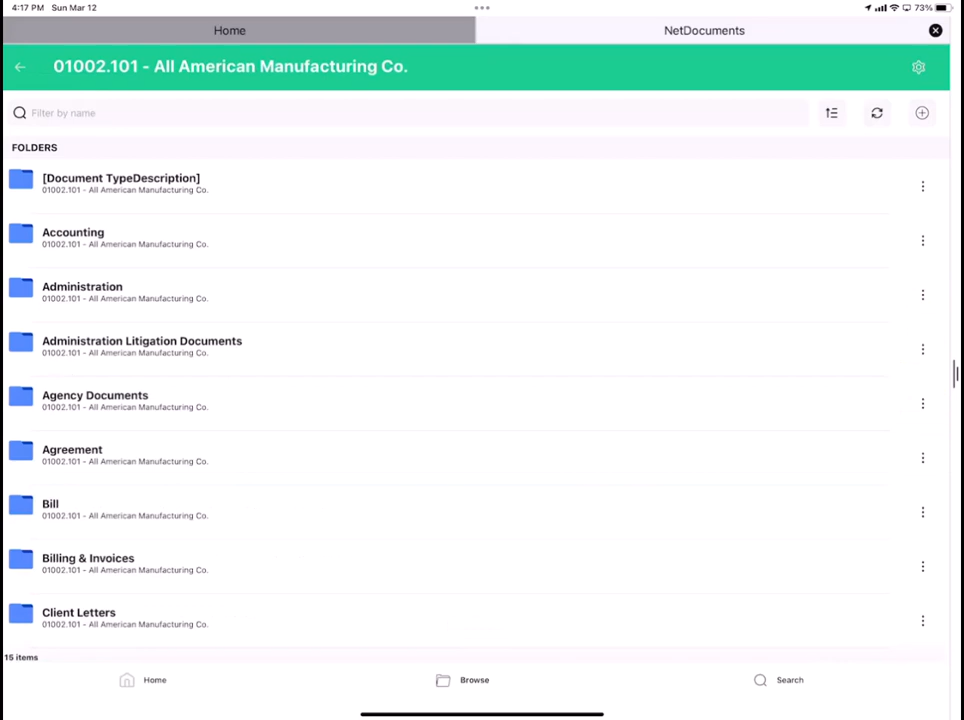 4:17 PM Sun Mar 12
73%
Home
NetDocuments
01002.101 - All American Manufacturing Co.
Filter by name
FOLDERS
[Document TypeDescription]
01002.101 - All American Manufacturing Co.
Accounting
01002.101 - All American Manufacturing Co.
Administration
01002.101 - All American Manufacturing Co.
Administration Litigation Documents
01002.101 - All American Manufacturing Co.
Agency Documents
01002.101 - All American Manufacturing Co.
Agreement
01002.101 - All American Manufacturing Co.
Bill
01002.101 - All American Manufacturing Co.
Billing & Invoices
01002.101 - All American Manufacturing Co.
Client Letters
01002.101 - All American Manufacturing Co.
15 items
Home
Browse
Search